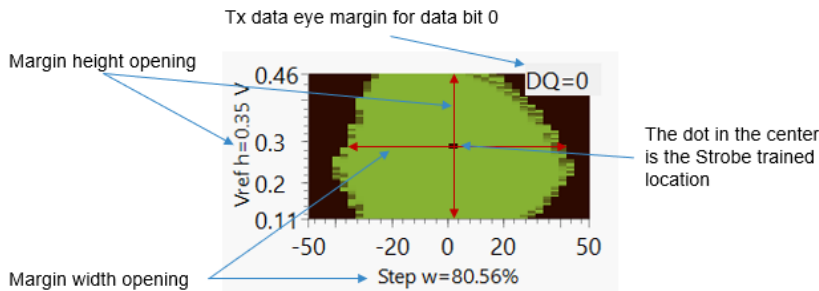 Tx data eye margin for data bit 0
Margin height opening
DQ=0
Vref h=0.35 V
0.46
0.3
0.2
0.11
The dot in the center
is the Strobe trained
location
-50
-20
0
20
50
Step w=80.56%
Margin width opening